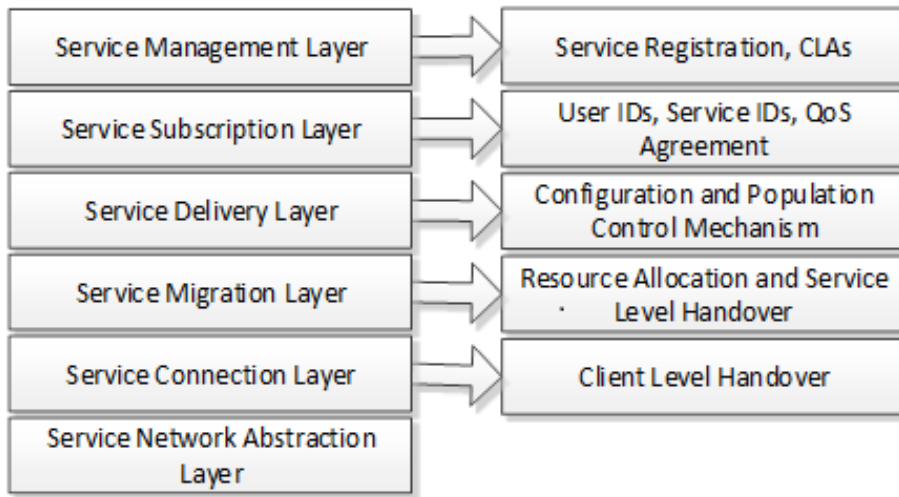 Service Management Layer
Service Registration, CLAs
Service Subscription Layer
User IDs, Service IDs, QoS
Agreement
Service Delivery Layer
Configuration and Population
Control Mechanism
Service Migration Layer
Resource Allocation and Service
Level Handover
Service Connection Layer
Client Level Handover
Service Network Abstraction
Layer